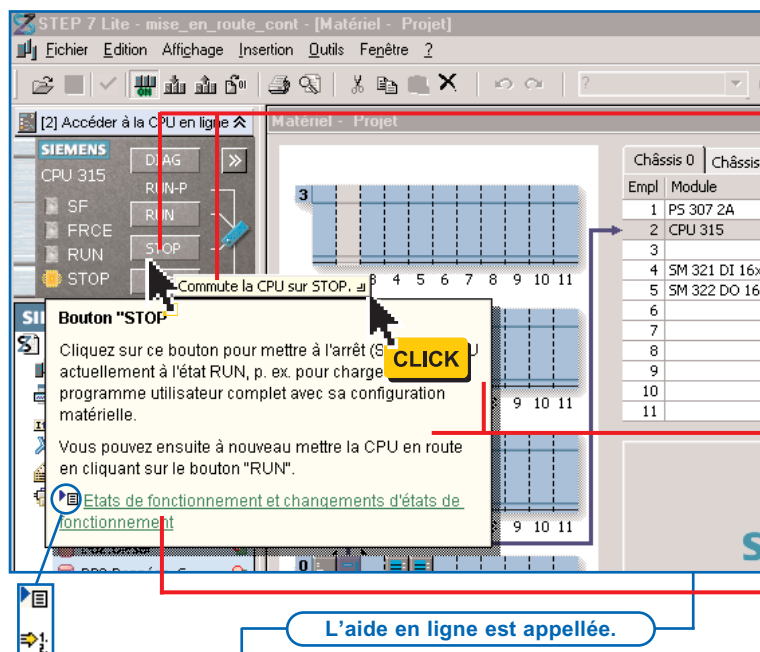 STEP 7 Lite - mise_en_route_cont - [Matériel - Projet]
Fichier Edition Affichage Insertion Outils Fenêtre ?
ON
?
[2] Accéder à la CPU en ligne
Matériel - Projet
SIEMENS
CPU 315
DIAG
RUN-P
SF
RUN
FRCE
RUN
STOP
STOP
Commute la CPU sur STOP.
Bouton "STOP
Cliquez sur ce bouton pour mettre à l'arrêt (S U
CLICK
actuellement à l'état RUN, p. ex. pour charge
programme utilisateur complet avec sa configuration
matérielle.
Vous pouvez ensuite à nouveau mettre la CPU en route
en cliquant sur le bouton "RUN".
Etats de fonctionnement et changements d'états de
fonctionnement
3
3 4 5 6 7 8 9 10 11
9 10 11
9 10 11
0
Châssis 0 Châssis
Empl Module
1 PS 307 2A
2 CPU 315
3
4 SM 321 DI 16x
5 SM 322 DO 16
6
7
8
9
10
11
S
L'aide en ligne est appellée.